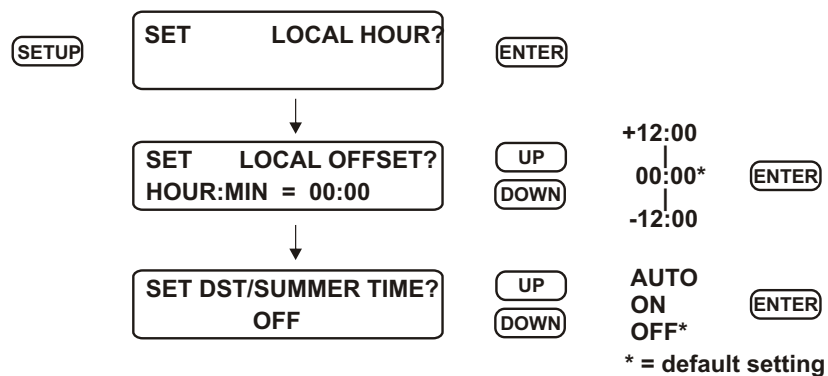 SETUP
SET LOCAL HOUR?
ENTER
SET LOCAL OFFSET?
HOUR:MIN = 00:00
UP
DOWN
+12:00
|
00:00*
|
-12:00
ENTER
SET DST/SUMMER TIME?
OFF
UP
DOWN
AUTO
ON
OFF*
ENTER
* = default setting